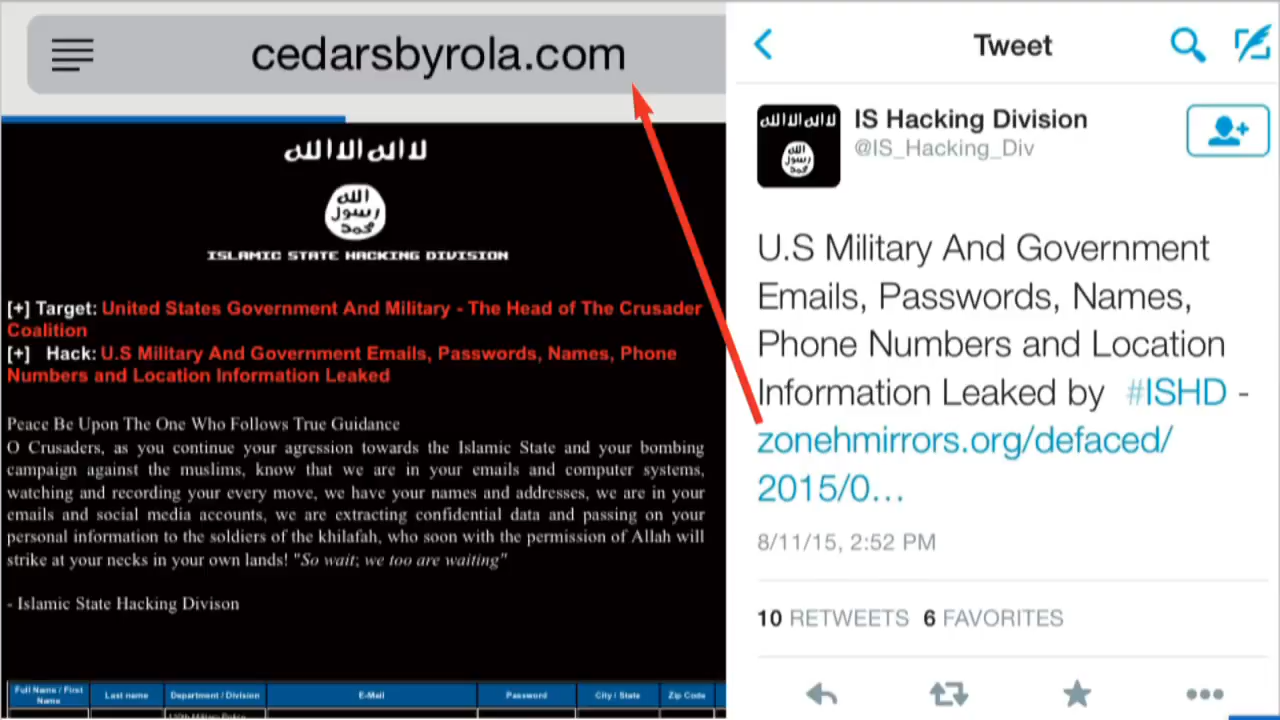 cedarsbyrola.com
لا اله الا الله
الله
رسول
محمد
ISLAMIC STATE HACKING DIVISION
[+] Target: United States Government And Military - The Head of The Crusader
Coalition
[+] Hack: U.S Military And Government Emails, Passwords, Names, Phone
Numbers and Location Information Leaked
Peace Be Upon The One Who Follows True Guidance
O Crusaders, as you continue your agression towards the Islamic State and your bombing
campaign against the muslims, know that we are in your emails and computer systems,
watching and recording your every move, we have your names and addresses, we are in your
emails and social media accounts, we are extracting confidential data and passing on your
personal information to the soldiers of the khilafah, who soon with the permission of Allah will
strike at your necks in your own lands! "So wait; we too are waiting"
- Islamic State Hacking Divison
Full Name / First
Name
Last name
Department / Division
E-Mail
Password
City / State
Zip Code
Tweet
لا اله الا الله
الله
رسول
محمد
IS Hacking Division
@IS_Hacking_Div
U.S Military And Government
Emails, Passwords, Names,
Phone Numbers and Location
Information Leaked by #ISHD -
zonehmirrors.org/defaced/
2015/0...
8/11/15, 2:52 PM
10 RETWEETS 6 FAVORITES